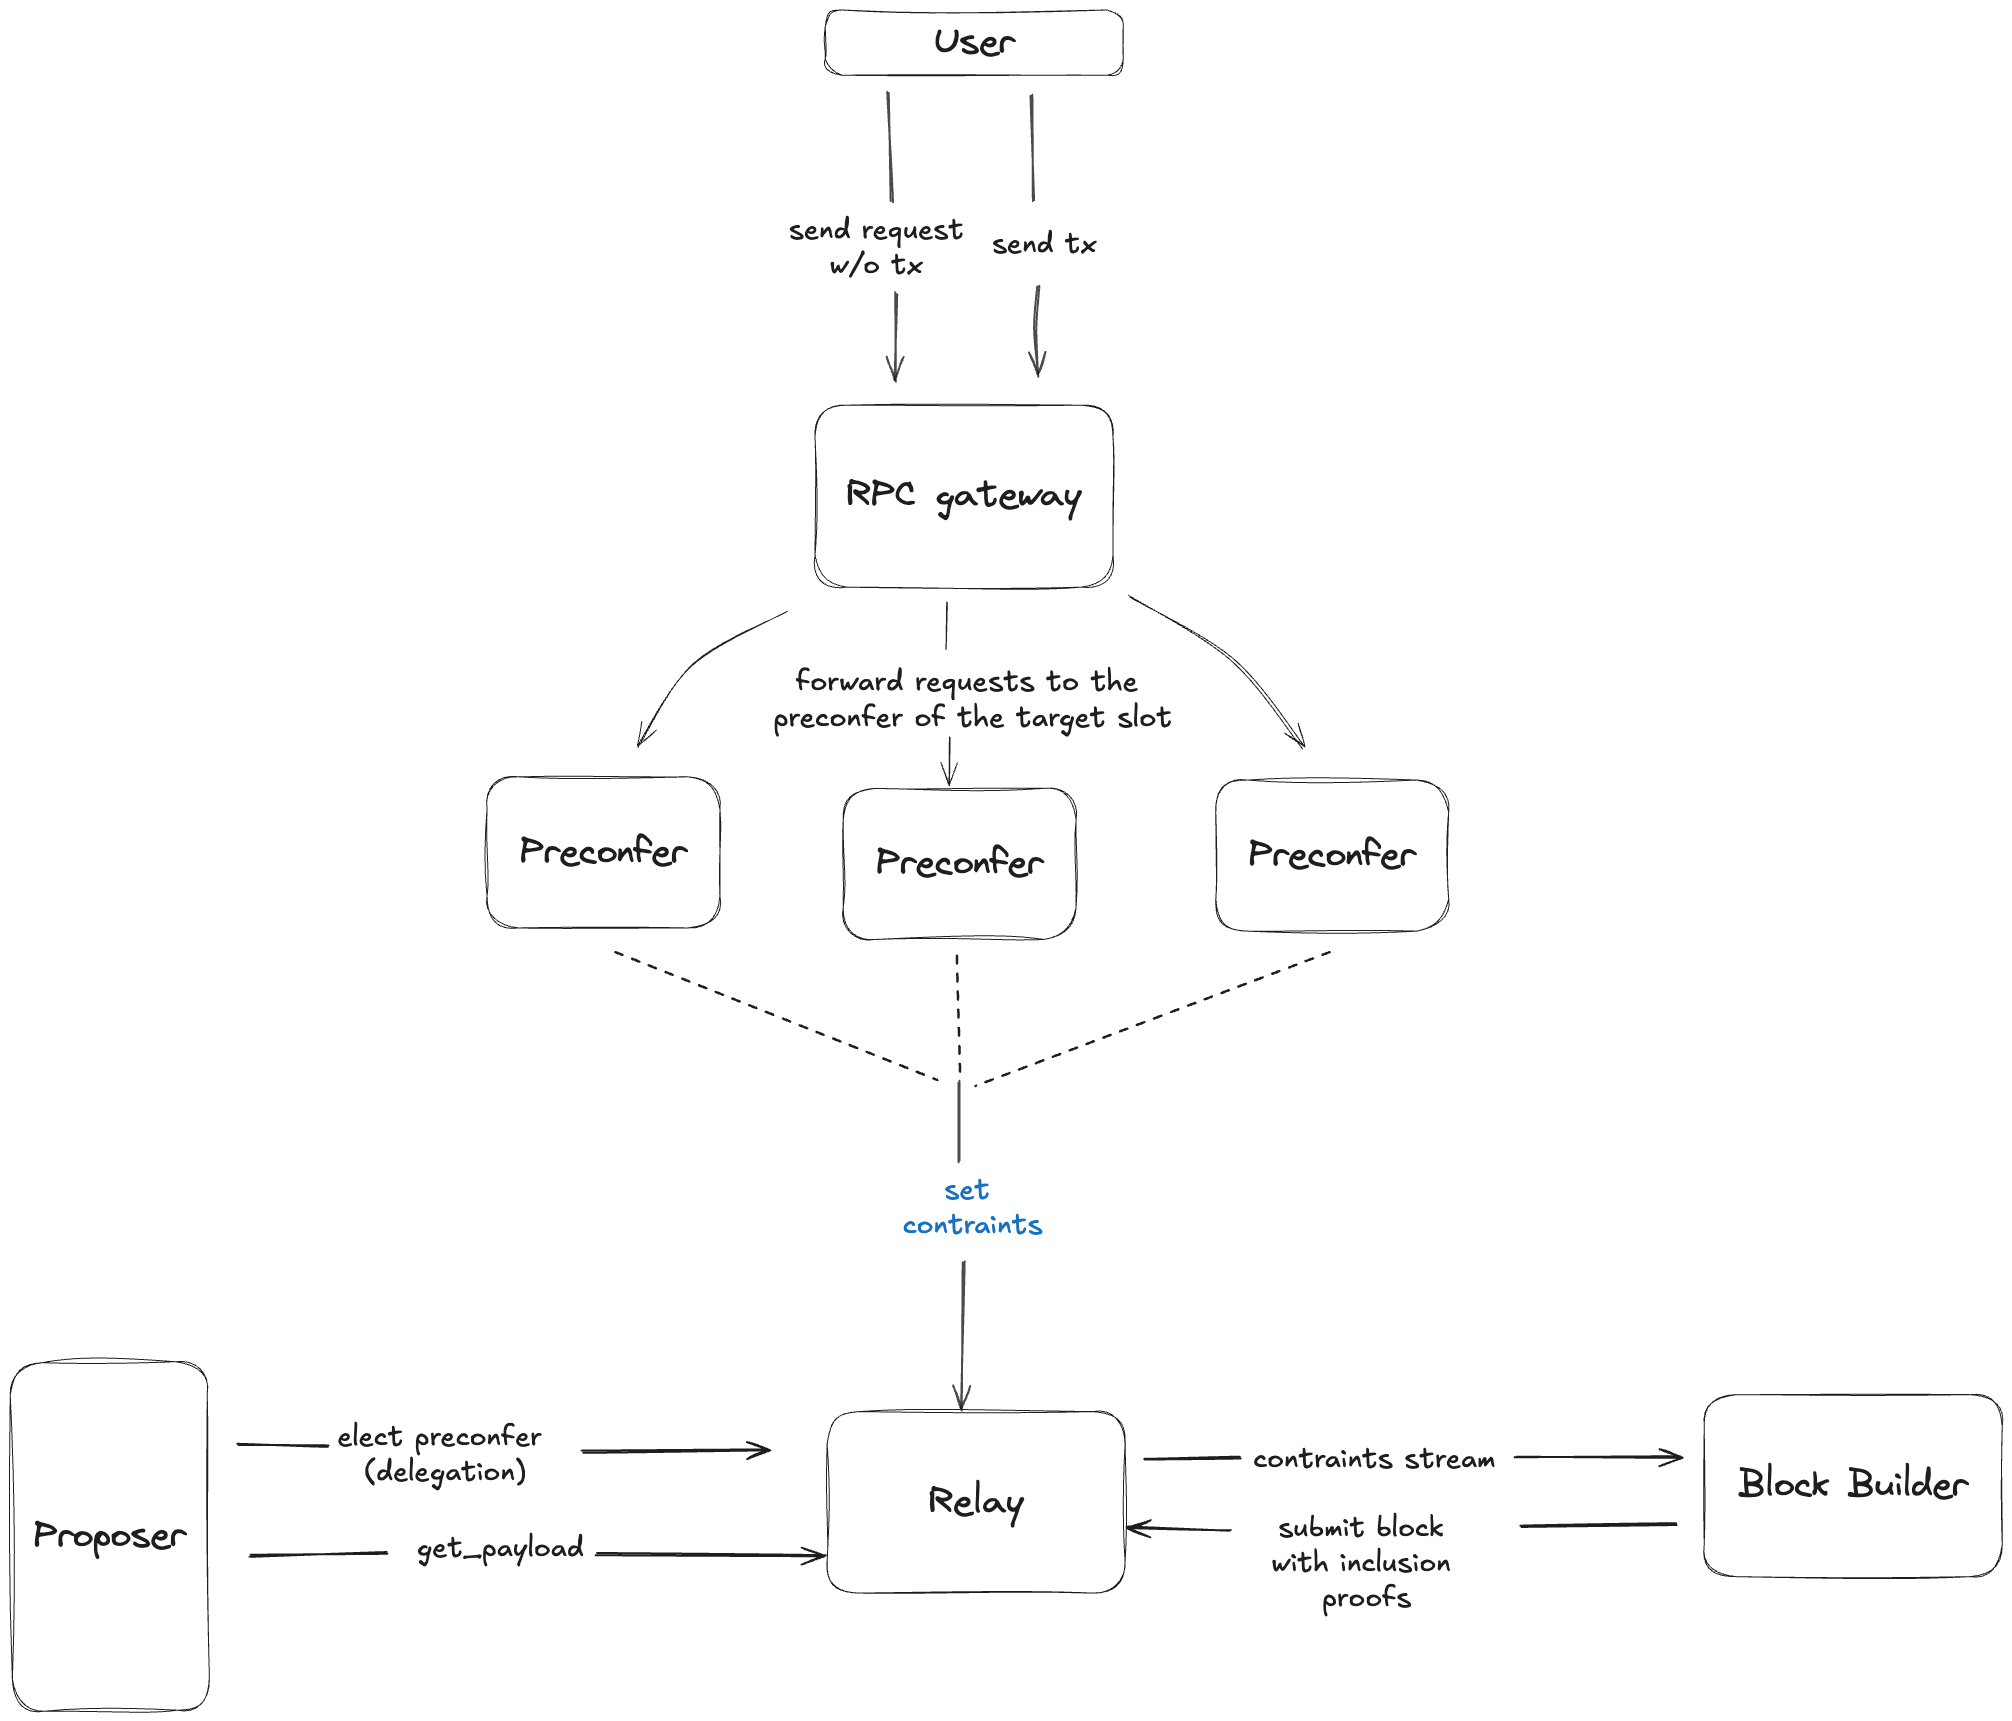 User
send request
w/o tx
send tx
RPC gateway
forward requests to the
preconfer of the target slot
Preconfer
Preconfer
Preconfer
set
contraints
elect preconfer
(delegation)
Proposer
get_payload
Relay
contraints stream
submit block
with inclusion
proofs
Block Builder